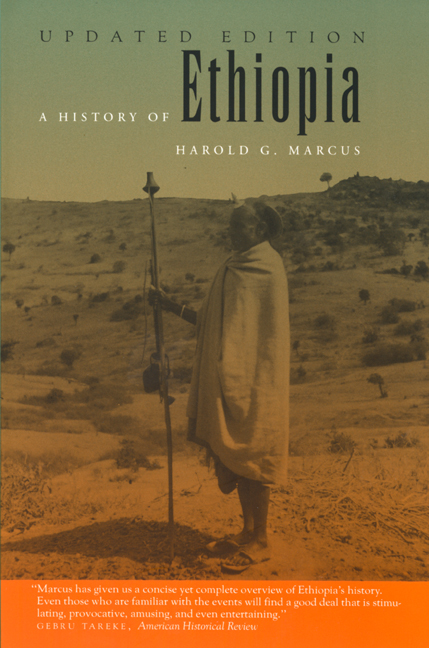 UPDATED EDITION
A HISTORY OF Ethiopia
HAROLD G. MARCUS
"Marcus has given us a concise yet complete overview of Ethiopia's history.
Even those who are familiar with the events will find a good deal that is stimu-
lating, provocative, amusing, and even entertaining."
GEBRU TAREKE, American Historical Review